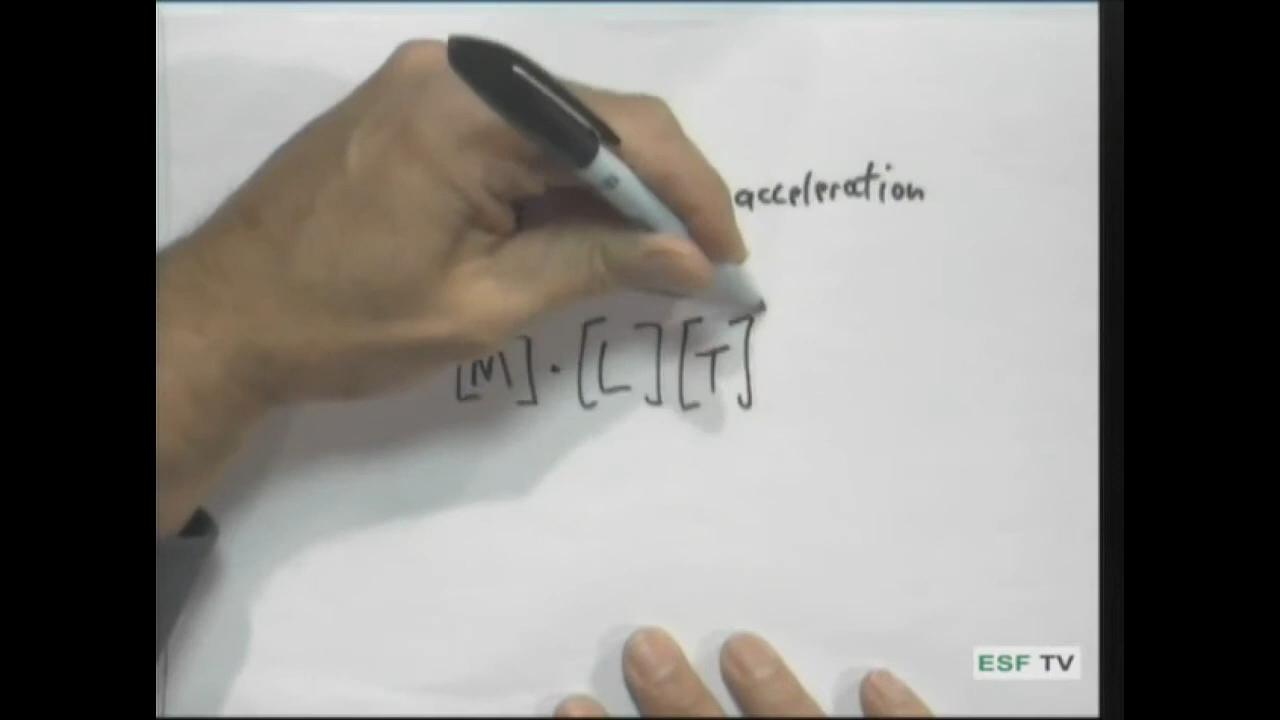 acceleration
[M] · [L] [T]
ESF TV